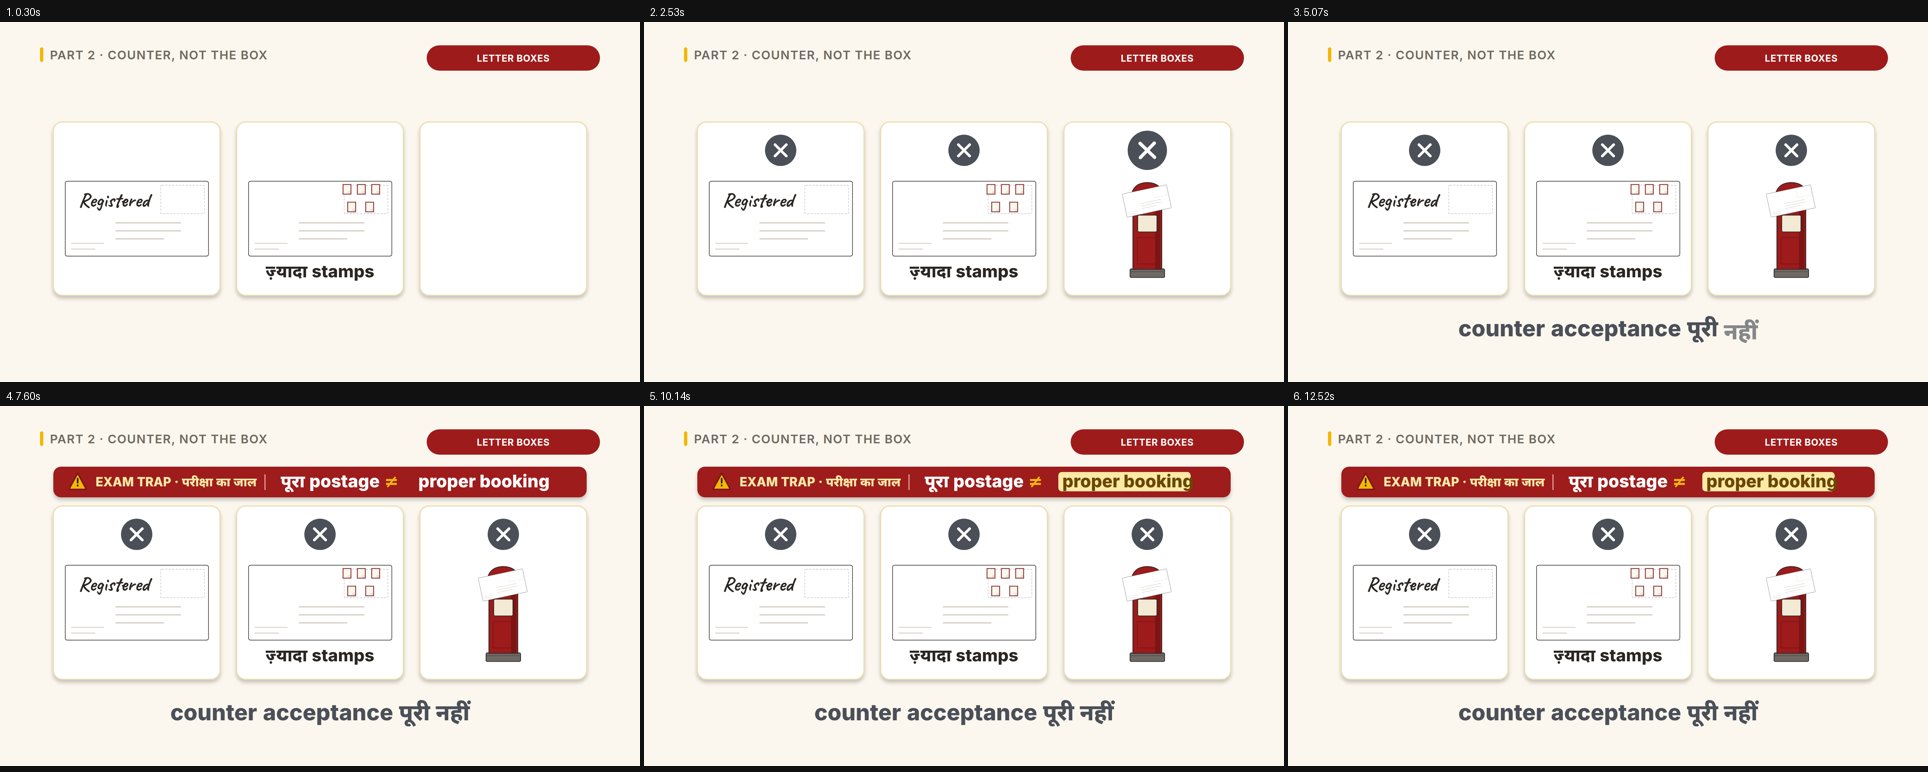 1. 0.30s
PART 2 · COUNTER, NOT THE BOX
LETTER BOXES
Registered
ज़्यादा stamps
2. 2.53s
PART 2 · COUNTER, NOT THE BOX
LETTER BOXES
Registered
ज़्यादा stamps
3. 5.07s
PART 2 · COUNTER, NOT THE BOX
LETTER BOXES
Registered
ज़्यादा stamps
counter acceptance पूरी नहीं
4. 7.60s
PART 2 · COUNTER, NOT THE BOX
LETTER BOXES
EXAM TRAP · परीक्षा का जाल | पूरा postage ≠ proper booking
Registered
ज़्यादा stamps
counter acceptance पूरी नहीं
5. 10.14s
PART 2 · COUNTER, NOT THE BOX
LETTER BOXES
EXAM TRAP · परीक्षा का जाल | पूरा postage ≠ proper booking
Registered
ज़्यादा stamps
counter acceptance पूरी नहीं
6. 12.52s
PART 2 · COUNTER, NOT THE BOX
LETTER BOXES
EXAM TRAP · परीक्षा का जाल | पूरा postage ≠ proper booking
Registered
ज़्यादा stamps
counter acceptance पूरी नहीं